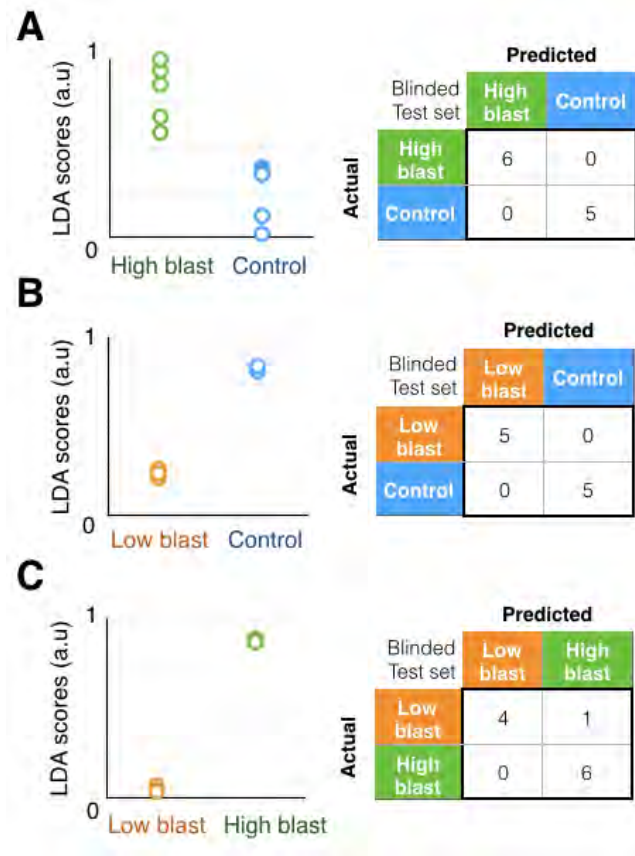 A
LDA scores (a.u)
1
0
High blast Control
Predicted
Blinded
Test set
High
blast
Control
Actual
High
blast
6 0
Control
0 5
B
LDA scores (a.u)
1
0
Low blast Control
Predicted
Blinded
Test set
Low
blast
Control
Actual
Low
blast
5 0
Control
0 5
C
LDA scores (a.u)
1
0
Low blast High blast
Predicted
Blinded
Test set
Low
blast
High
blast
Actual
Low
blast
4 1
High
blast
0 6